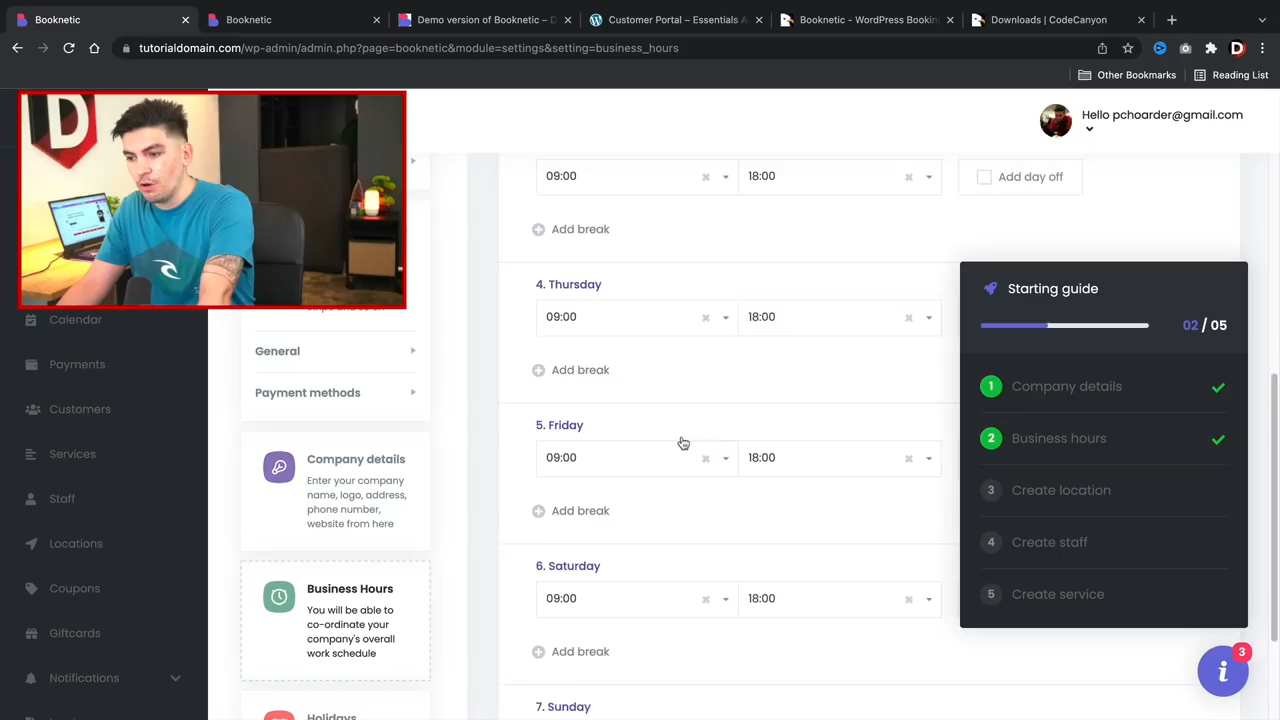 Booknetic
Booknetic
Demo version of Booknetic – D
Customer Portal – Essentials A
Booknetic - WordPress Bookin
Downloads | CodeCanyon
tutorialdomain.com/wp-admin/admin.php?page=booknetic&module=settings&setting=business_hours
Other Bookmarks
Reading List
D
Hello pchoarder@gmail.com
09:00
18:00
Add day off
Add break
4. Thursday
09:00
18:00
Add break
5. Friday
09:00
18:00
Add break
6. Saturday
09:00
18:00
Add break
7. Sunday
Calendar
Payments
Customers
Services
Staff
Locations
Coupons
Giftcards
Notifications
General
Payment methods
Company details
Enter your company
name, logo, address,
phone number,
website from here
Business Hours
You will be able to
co-ordinate your
company's overall
work schedule
Holidays
Starting guide
02 / 05
1 Company details
2 Business hours
3 Create location
4 Create staff
5 Create service
3